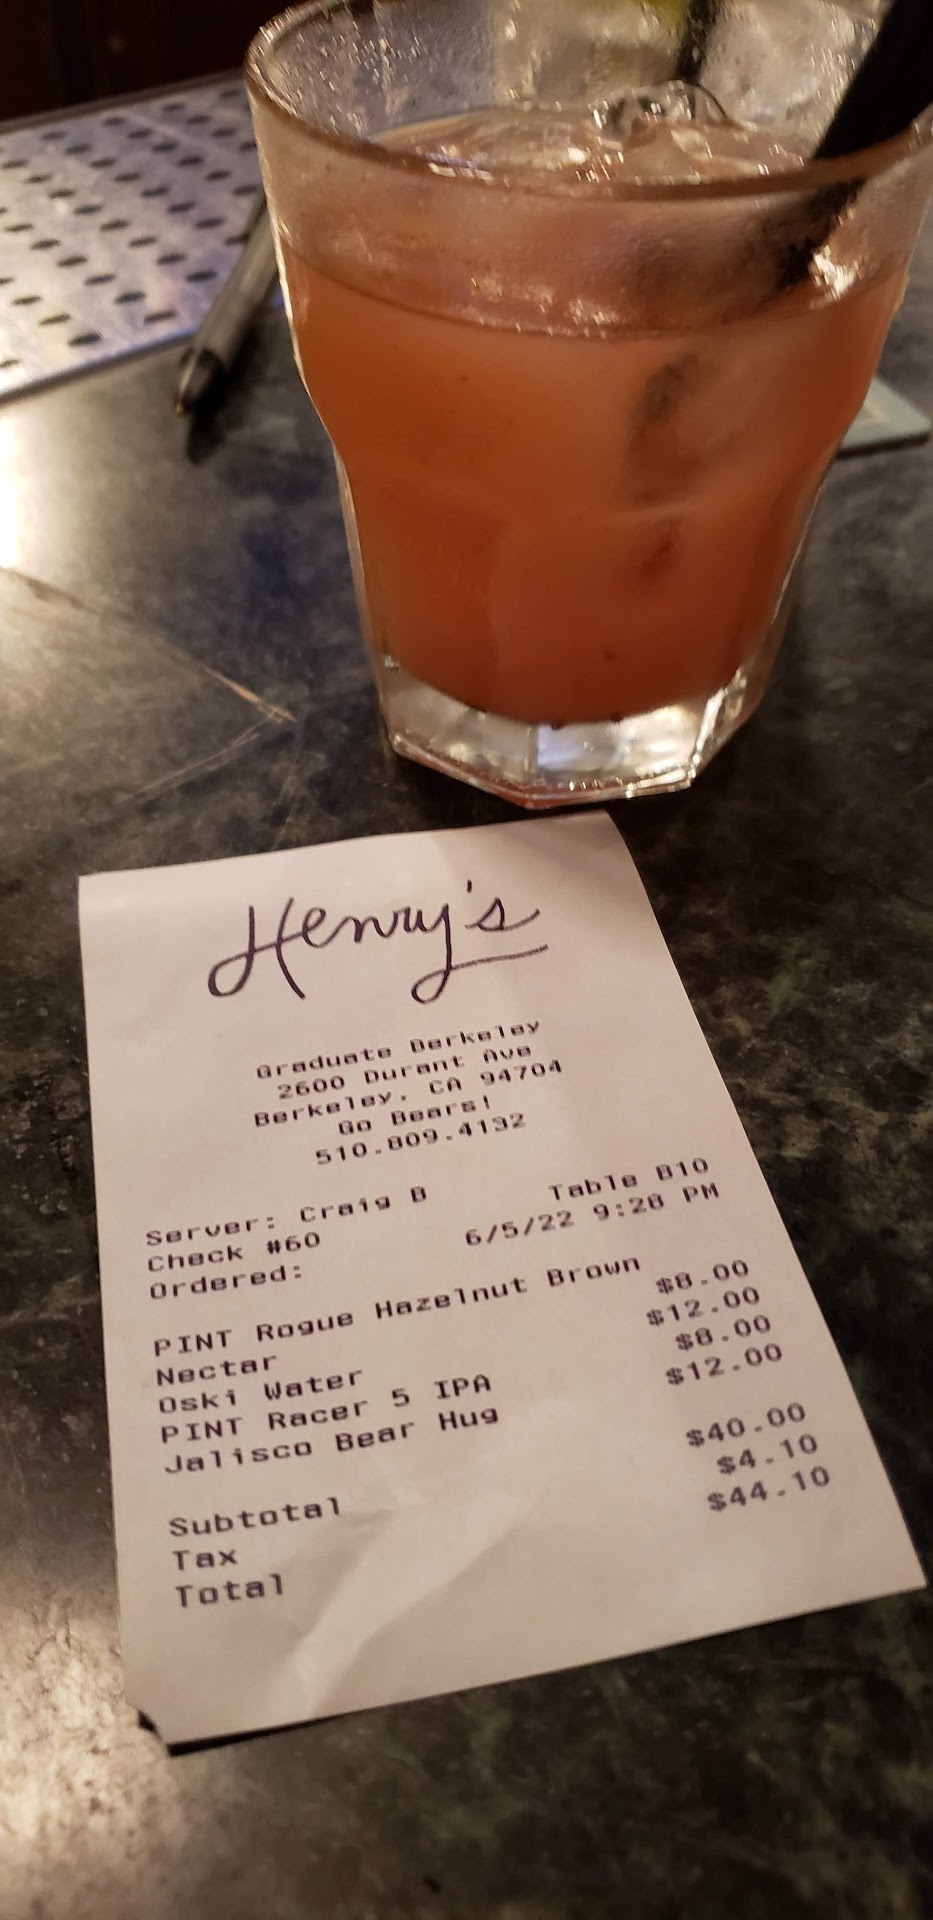 Henry's
Graduate Berkeley
2600 Durant Ave
Berkeley, CA 94704
Go Bears!
510.809.4132
Server: Craig B Table B10
Check #60 6/5/22 9:28 PM
Ordered:
PINT Rogue Hazelnut Brown $8.00
Nectar
Oski Water $12.00
PINT Racer 5 IPA $8.00
Jalisco Bear Hug $12.00
Subtotal $40.00
Tax $4.10
Total $44.10